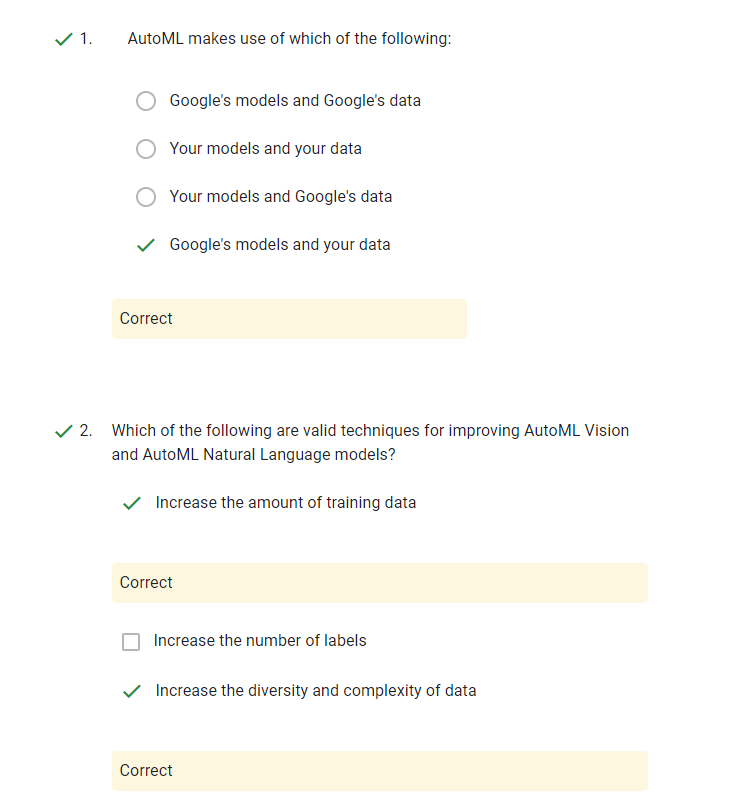 1. AutoML makes use of which of the following:
Google's models and Google's data
Your models and your data
Your models and Google's data
Google's models and your data
Correct
2. Which of the following are valid techniques for improving AutoML Vision
and AutoML Natural Language models?
Increase the amount of training data
Correct
Increase the number of labels
Increase the diversity and complexity of data
Correct